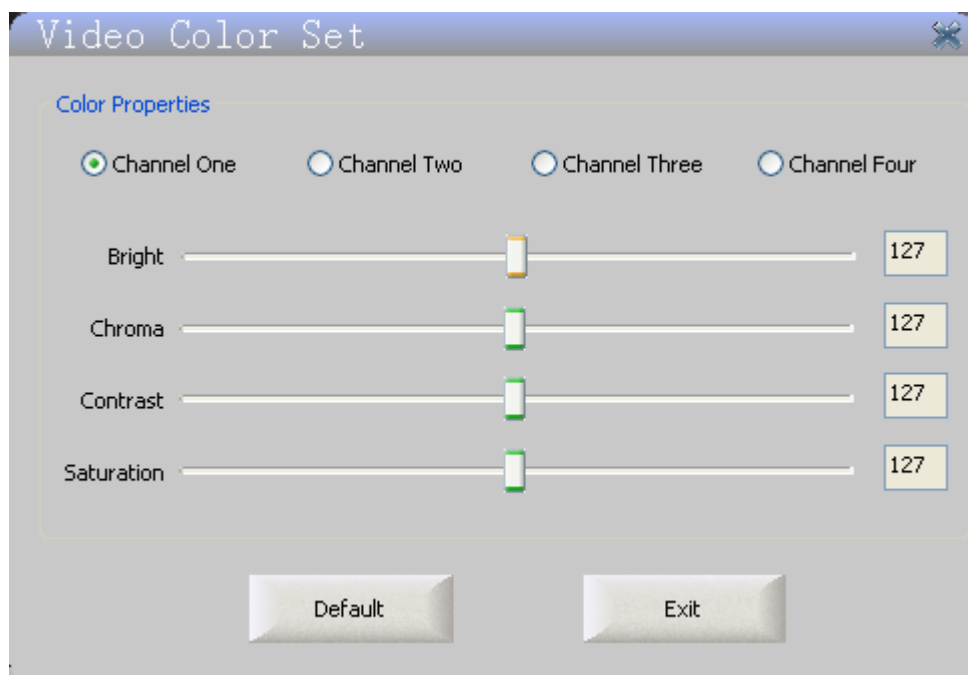 Video Color Set
Color Properties
Channel One Channel Two Channel Three Channel Four
Bright 127
Chroma 127
Contrast 127
Saturation 127
Default Exit